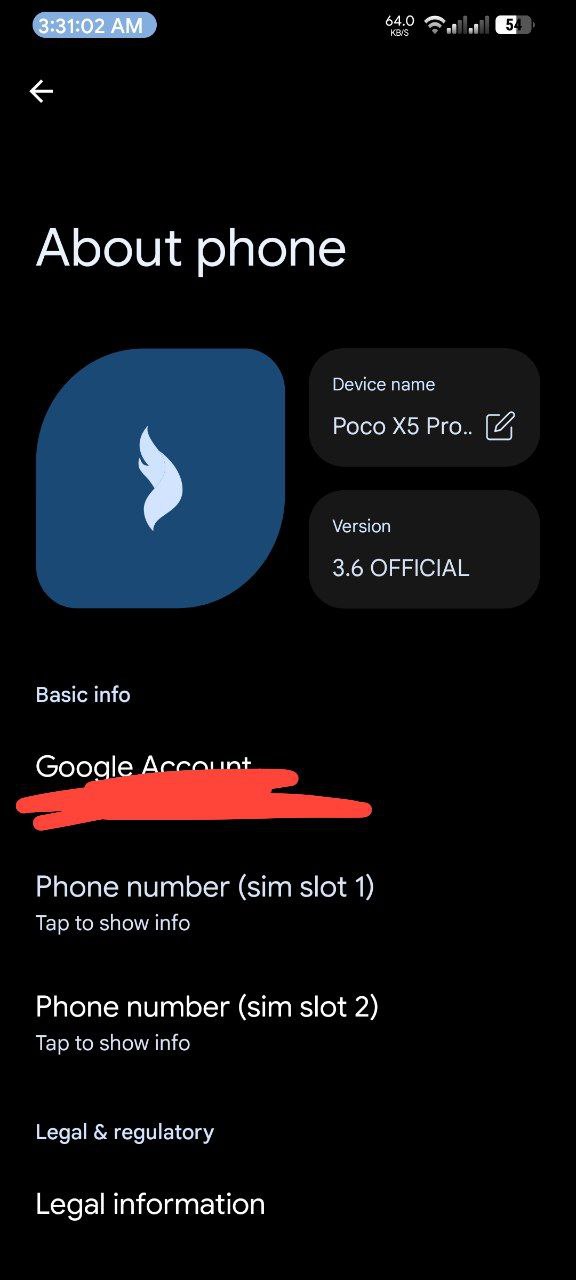 3:31:02 AM
64.0
KB/S
54
About phone
Device name
Poco X5 Pro..
Version
3.6 OFFICIAL
Basic info
Google Account
Phone number (sim slot 1)
Tap to show info
Phone number (sim slot 2)
Tap to show info
Legal & regulatory
Legal information